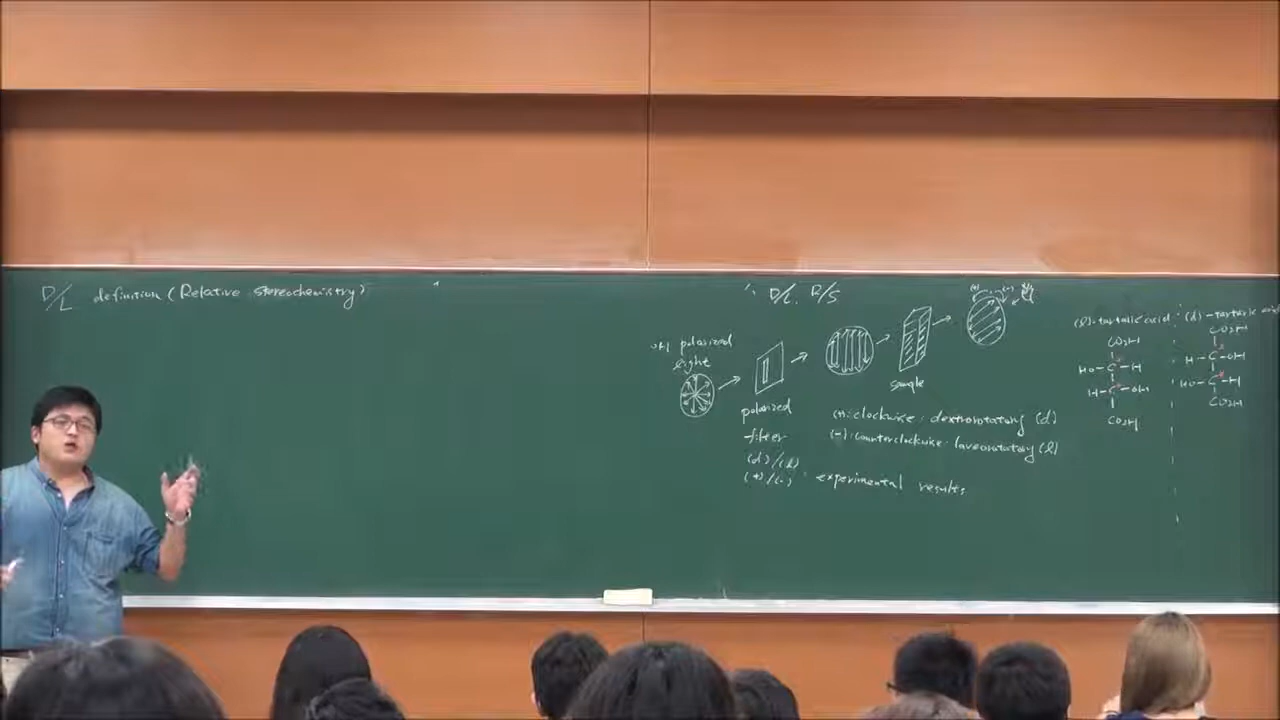 D/L definition (Relative stereochemistry)
D/L. R/S
polarized
light
(+) (-)
sample
polarized
filter
(d)/(l)
(+)/(-) : experimental results
(+): clockwise : dextrorotatory (d)
(-): counterclockwise : (l)
(l)-tartaric acid
CO2H
HO-C-H
H-C-OH
CO2H
(d)-tartaric acid
CO2H
H-C-OH
HO-C-H
CO2H